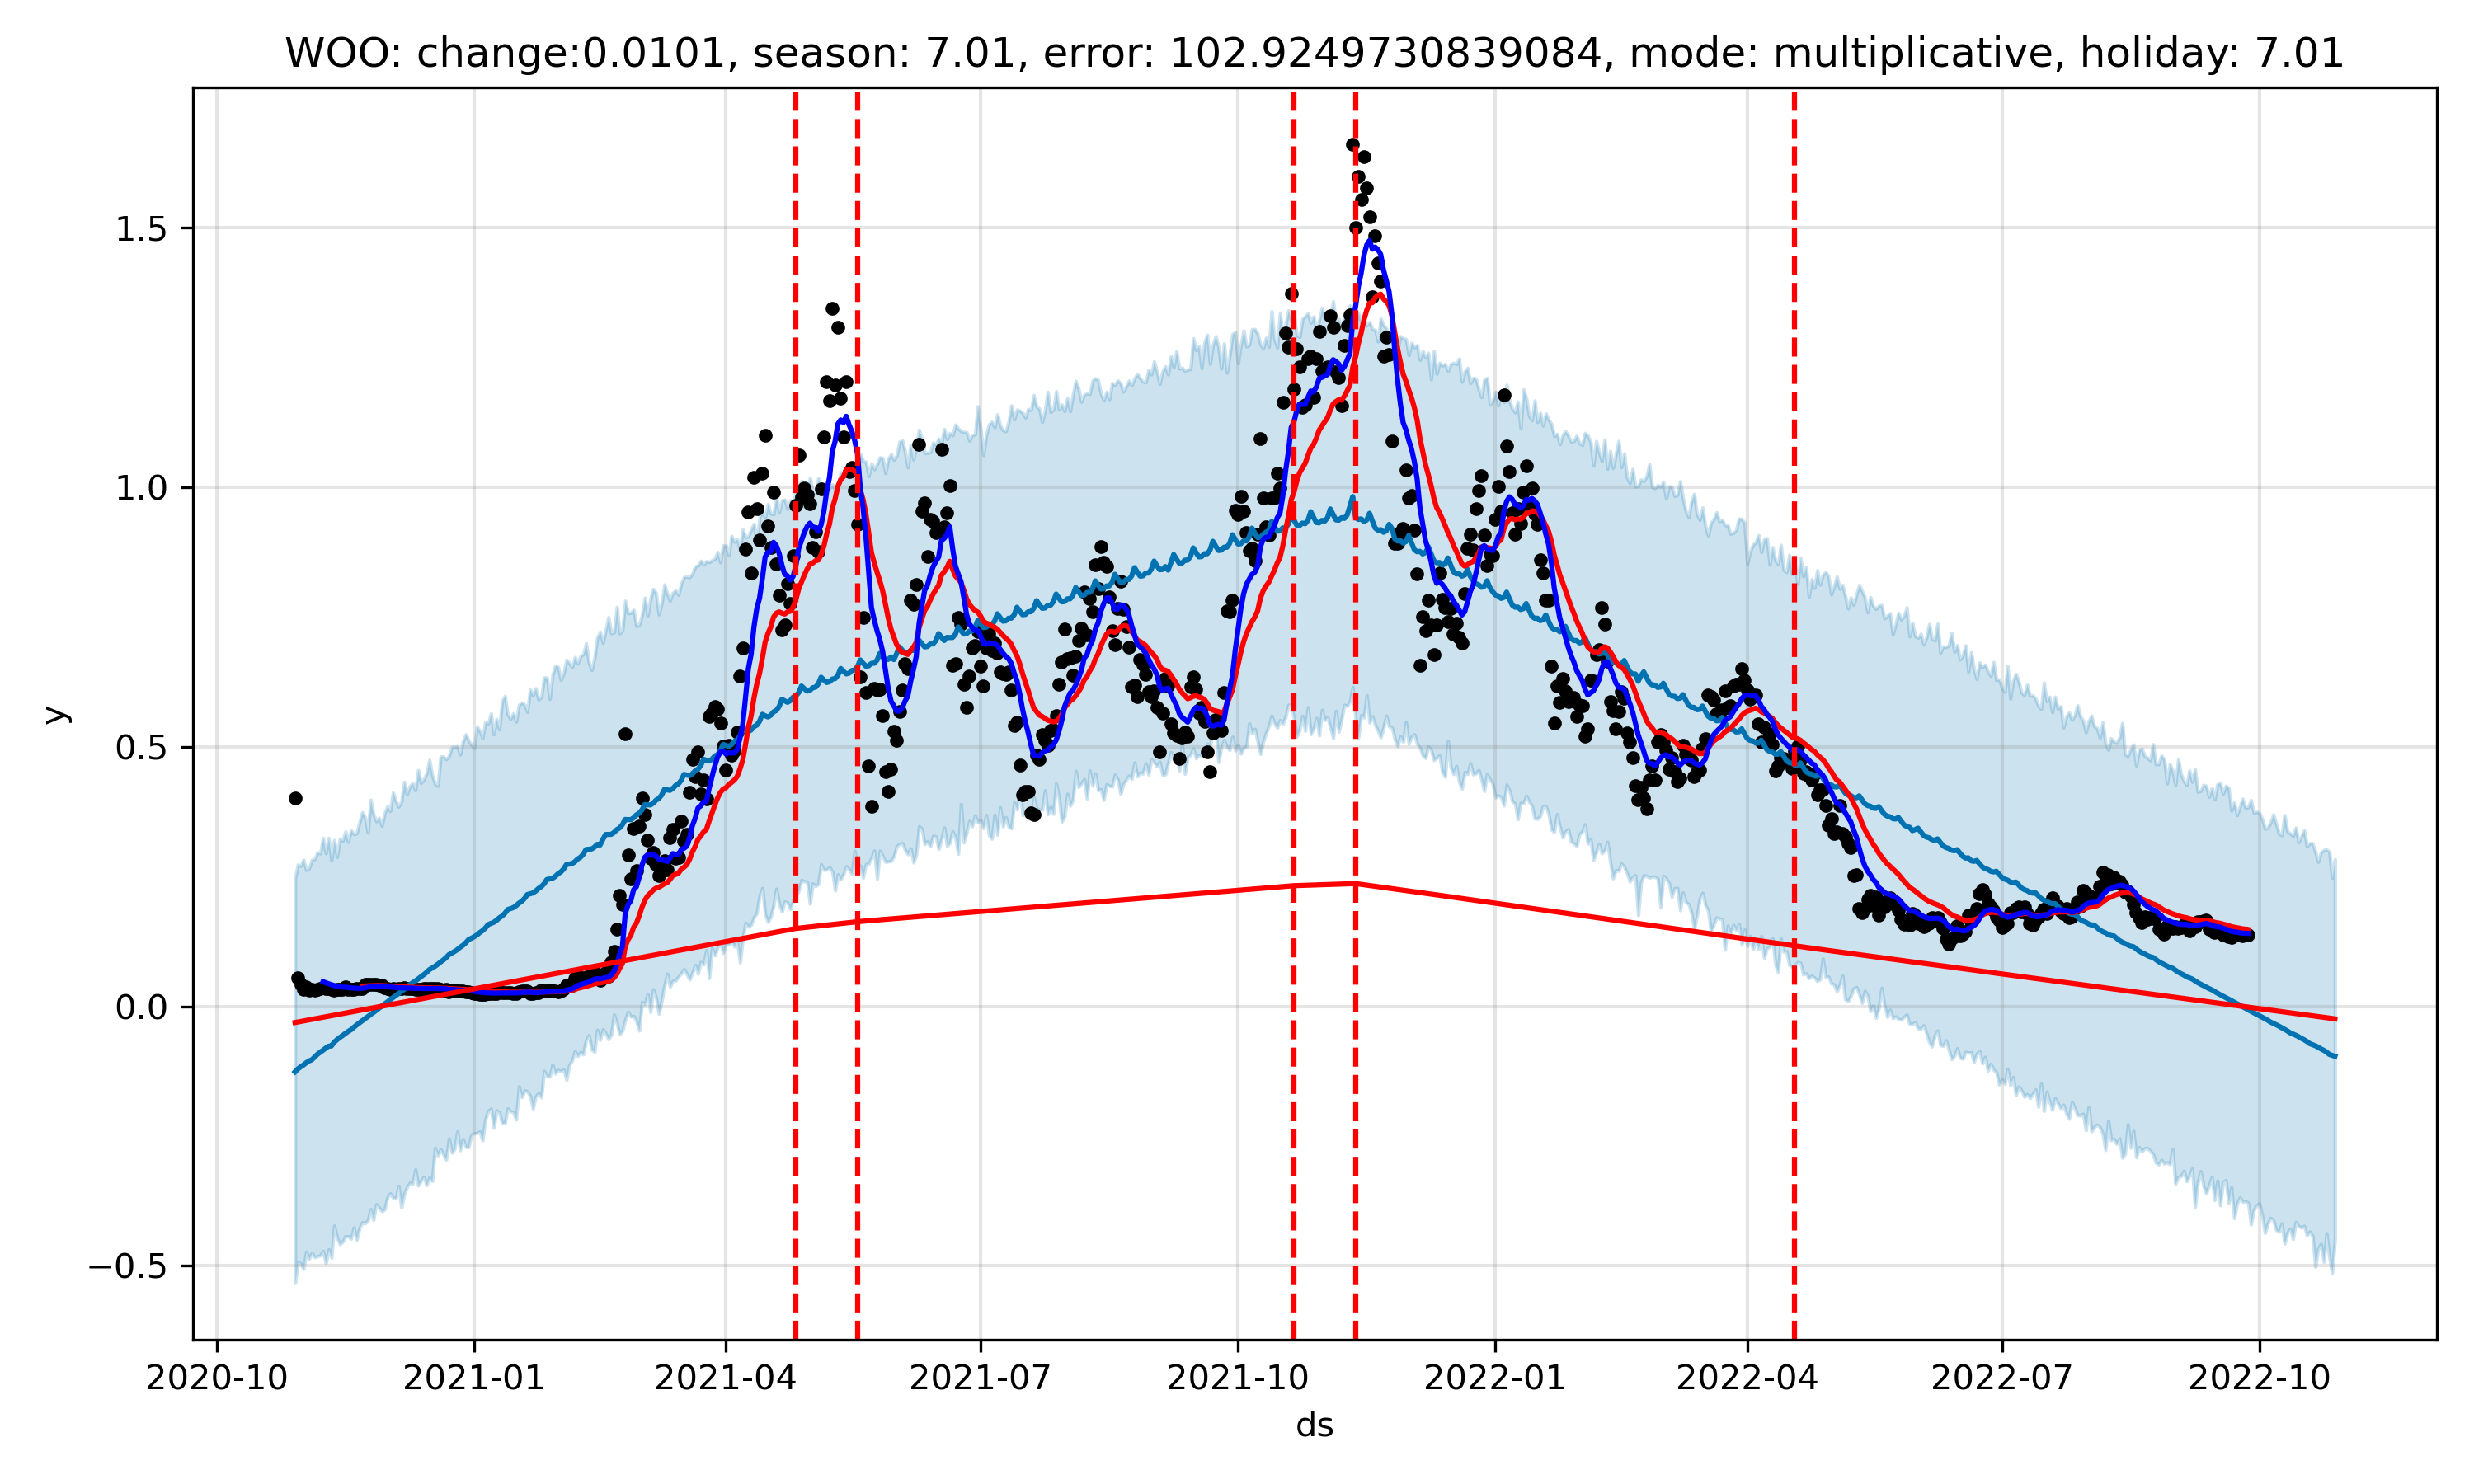 WOO: change:0.0101, season: 7.01, error: 102.9249730839084, mode: multiplicative, holiday: 7.01
1.5
1.0
0.5
0.0
−0.5
y
2020-10 2021-01 2021-04 2021-07 2021-10 2022-01 2022-04 2022-07 2022-10
ds